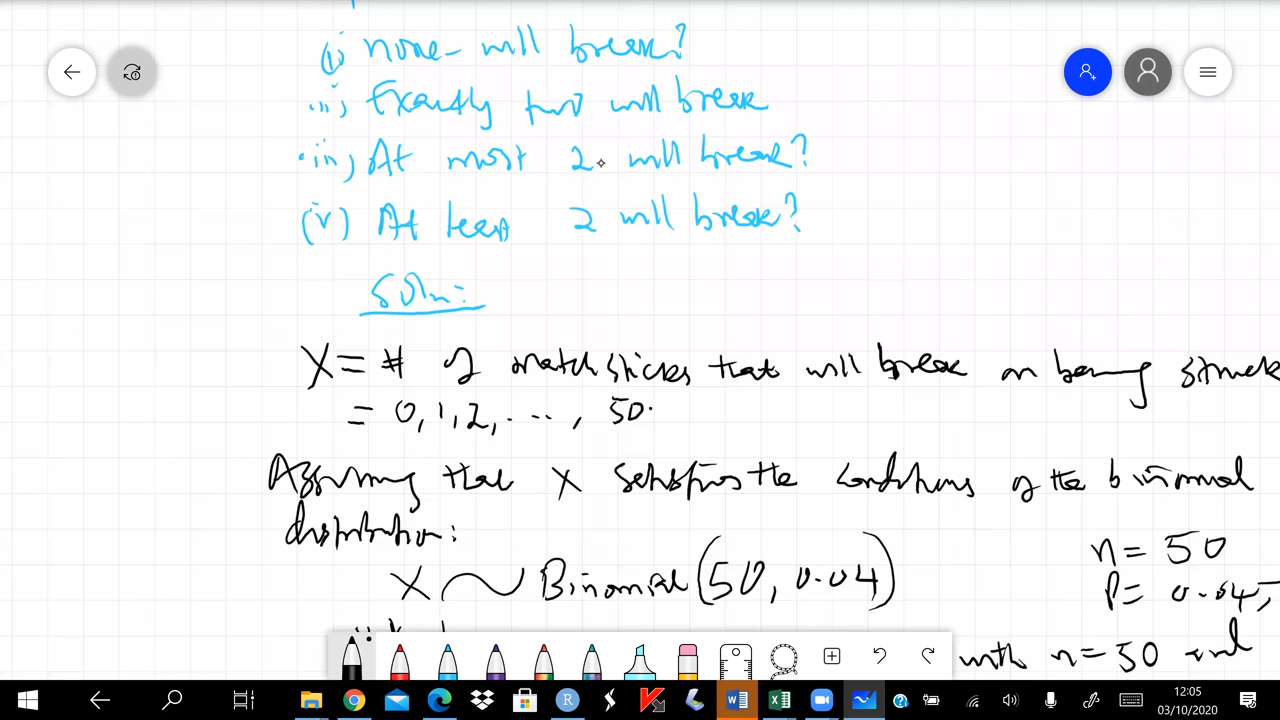 (i) none will break?
ii, Exactly two will break
iii, At most 2 will break?
(iv) At least 2 will break?
Soln:
X = # of match sticks that will break on being struck
= 0, 1, 2, ..., 50.
Assuming that X satisfies the conditions of the binomial
distribution:
n = 50
X ~ Binomial (50, 0.04)
P = 0.04,
with n = 50 and
12:05
03/10/2020